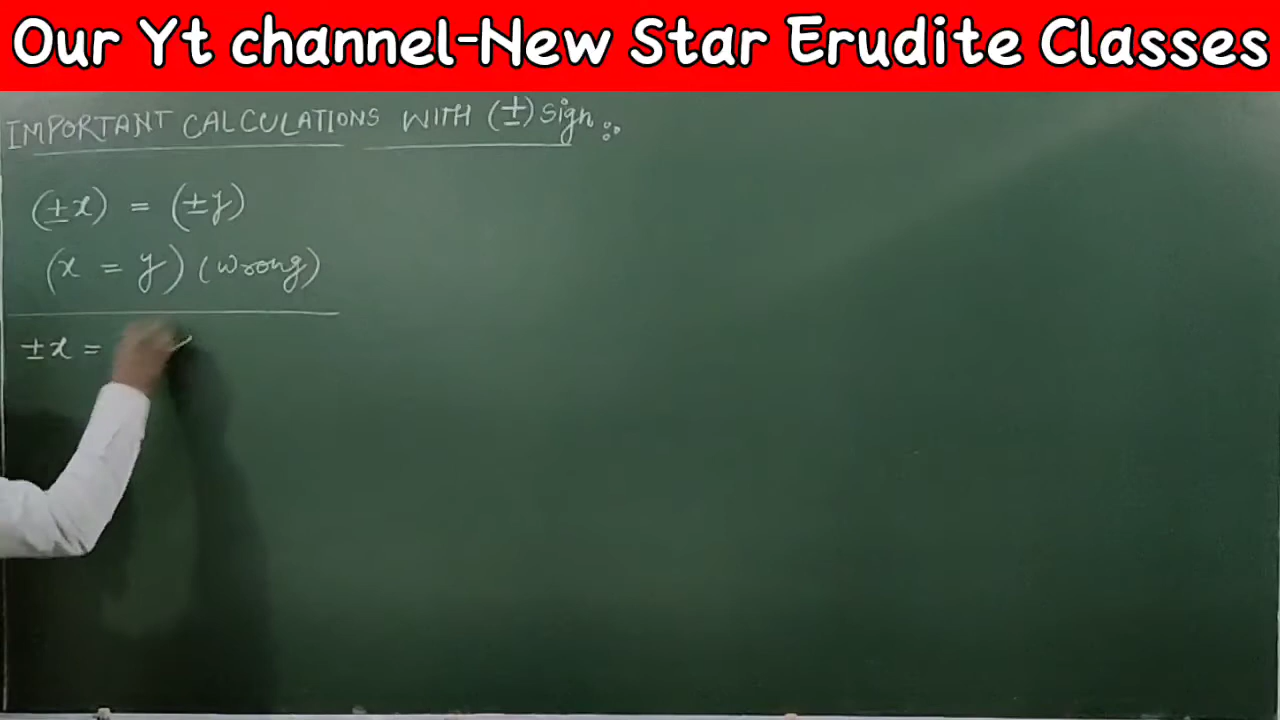 Our Yt channel-New Star Erudite Classes
IMPORTANT CALCULATIONS WITH (±) Sign :-
(±x) = (±y)
(x = y) (wrong)
±x =